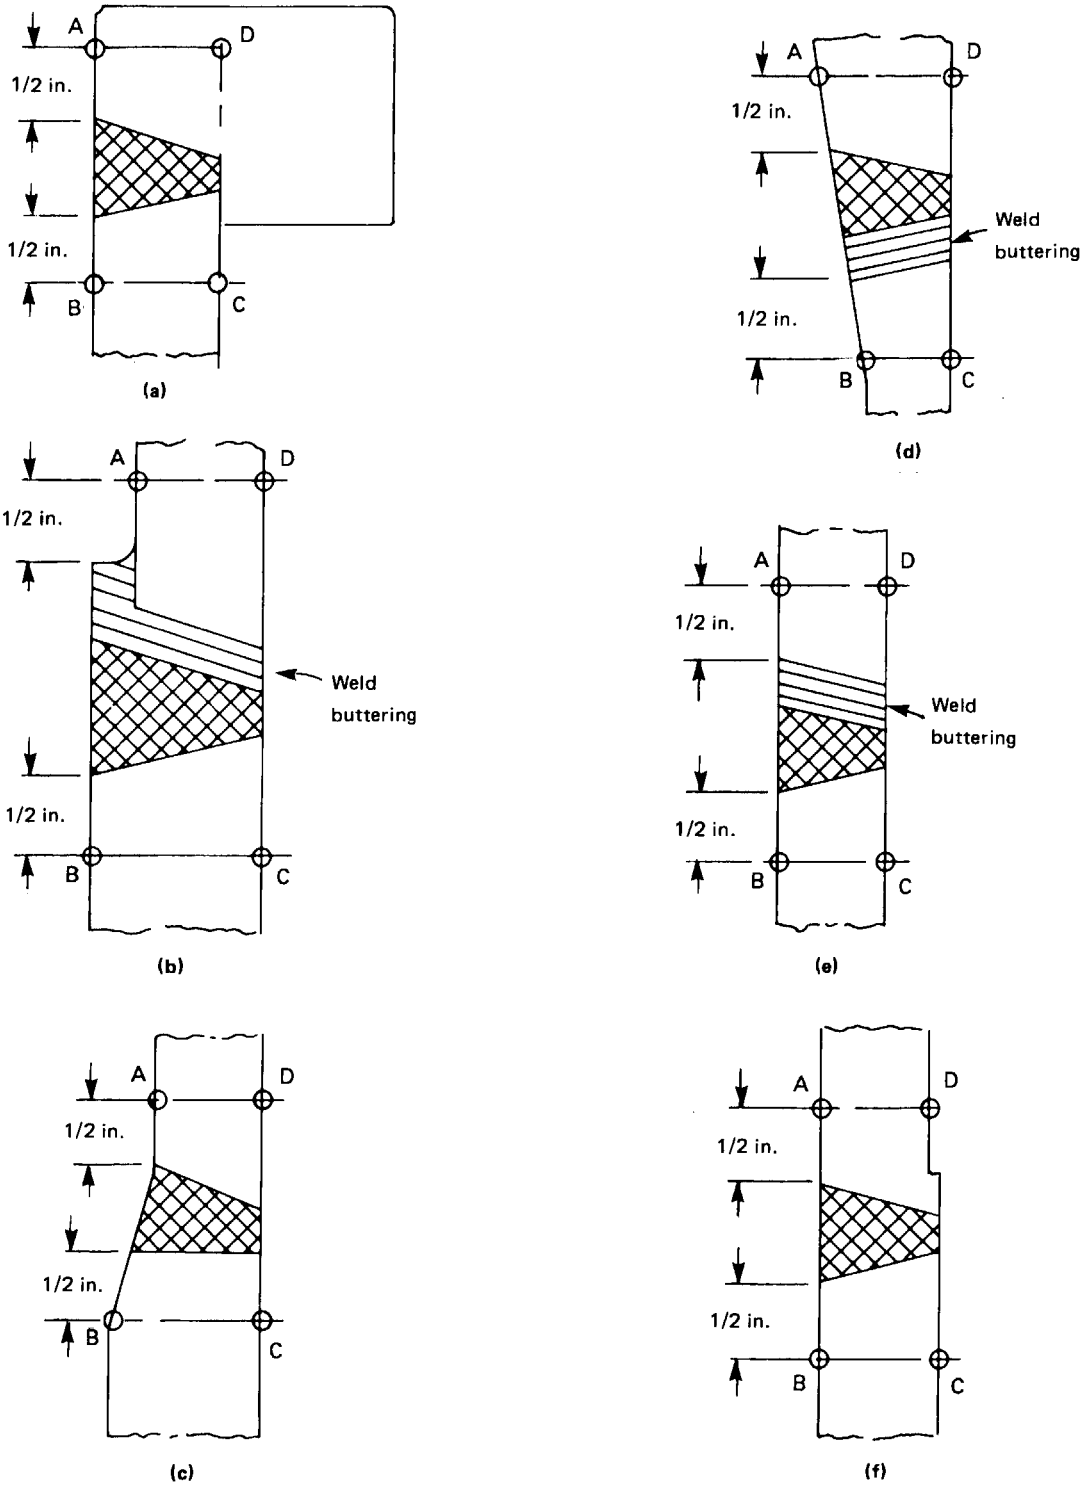 A
D
1/2 in.
1/2 in.
B
C
(a)
A
D
1/2 in.
Weld
buttering
1/2 in.
B
C
(b)
A
D
1/2 in.
1/2 in.
B
C
(c)
A
D
1/2 in.
Weld
buttering
1/2 in.
B
C
(d)
A
D
1/2 in.
Weld
buttering
1/2 in.
B
C
(e)
A
D
1/2 in.
1/2 in.
B
C
(f)